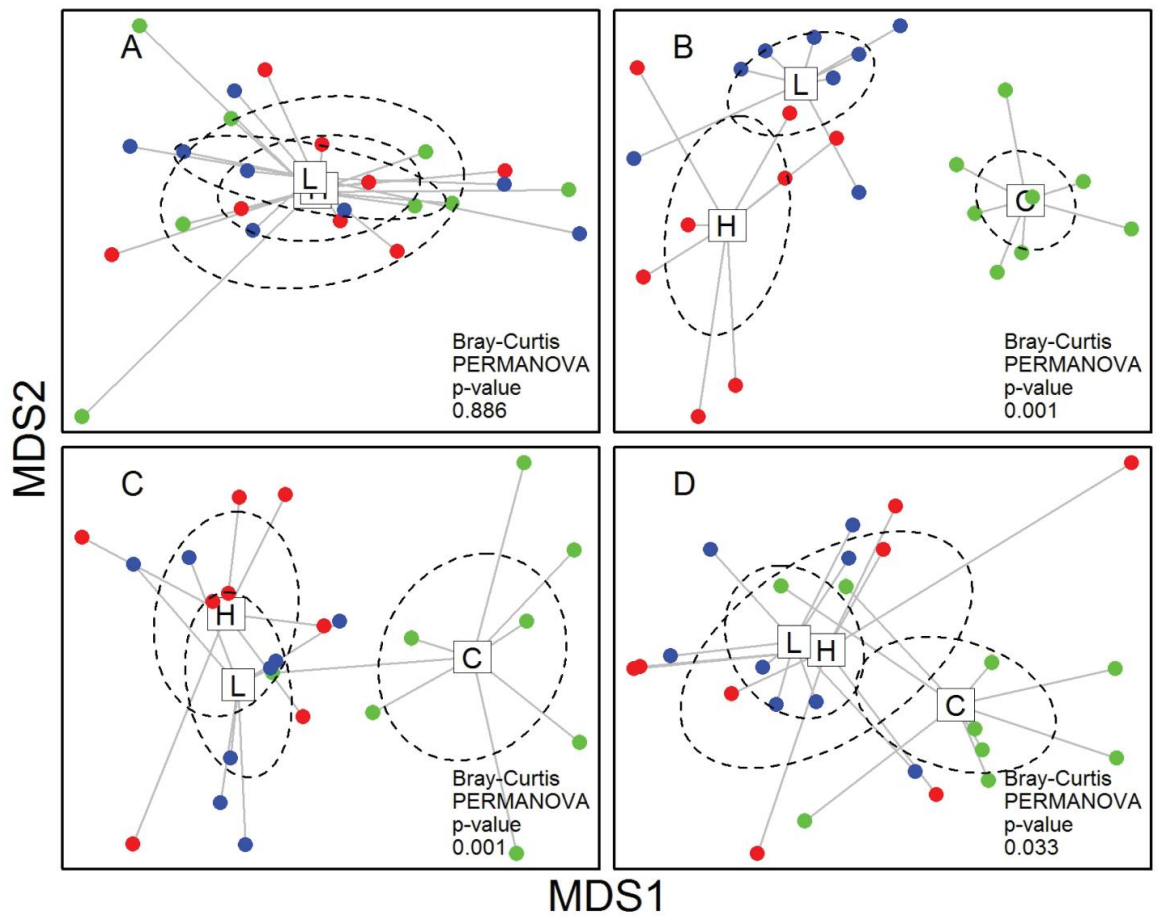 A
L
H
Bray-Curtis
PERMANOVA
p-value
0.886
B
L
H
C
Bray-Curtis
PERMANOVA
p-value
0.001
MDS2
C
H
L
C
Bray-Curtis
PERMANOVA
p-value
0.001
D
L
H
C
Bray-Curtis
PERMANOVA
p-value
0.033
MDS1